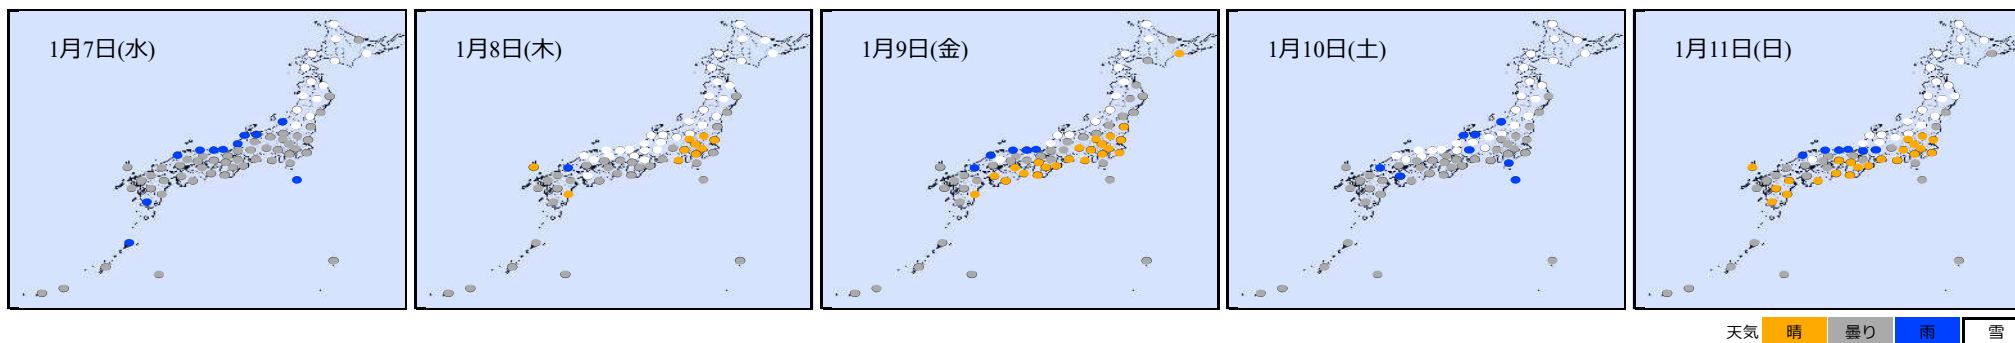 1月7日(水)
1月8日(木)
1月9日(金)
1月10日(土)
1月11日(日)
天気 晴 曇り 雨 雪